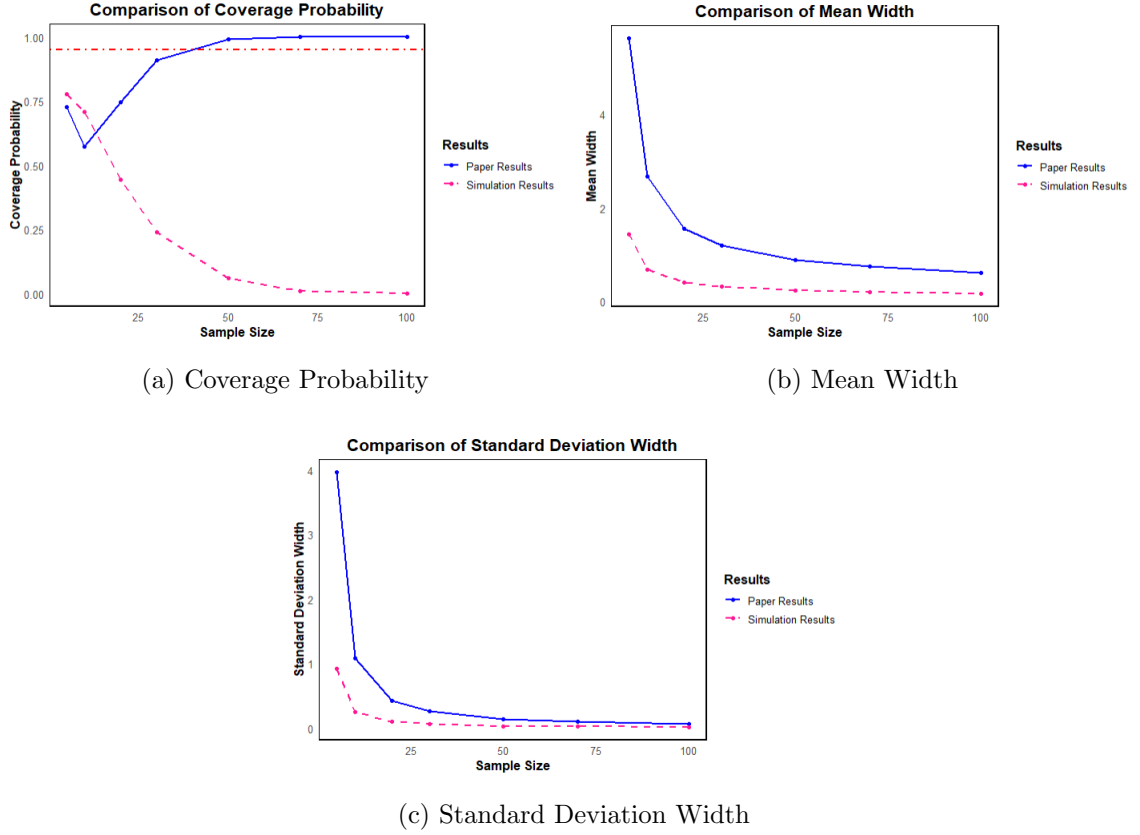 Comparison of Coverage Probability
1.00
0.75
0.50
0.25
0.00
Coverage Probability
25 50 75 100
Sample Size
Results
Paper Results
Simulation Results
(a) Coverage Probability
Comparison of Mean Width
4
2
0
Mean Width
25 50 75 100
Sample Size
Results
Paper Results
Simulation Results
(b) Mean Width
Comparison of Standard Deviation Width
4
3
2
1
0
Standard Deviation Width
25 50 75 100
Sample Size
Results
Paper Results
Simulation Results
(c) Standard Deviation Width